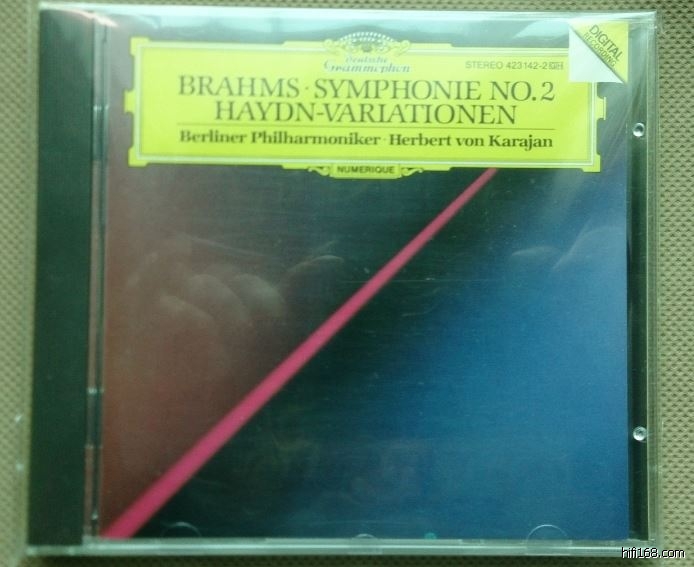 Deutsche
Grammophon
STEREO 423142-2
DIGITAL
RECORDING
BRAHMS · SYMPHONIE NO. 2
HAYDN-VARIATIONEN
Berliner Philharmoniker · Herbert von Karajan
NUMERIQUE
hifi168.com